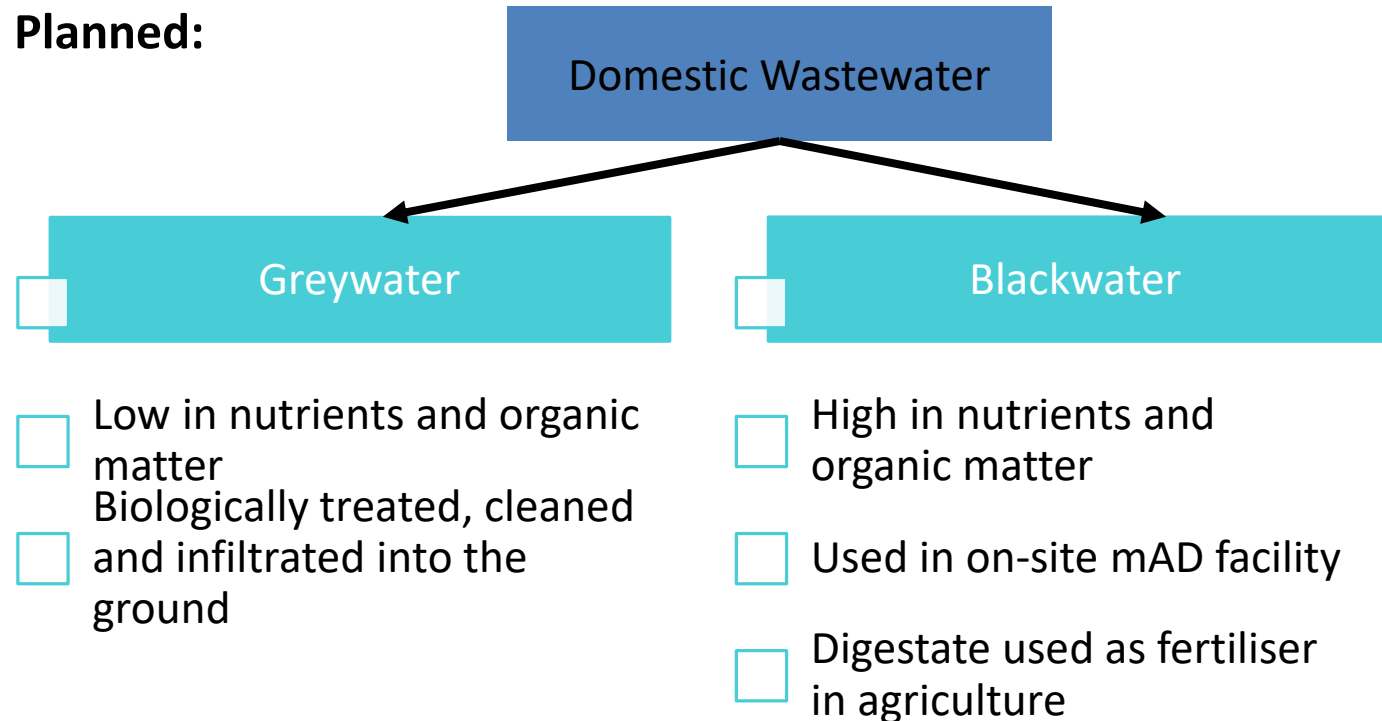 Planned:
Domestic Wastewater
Greywater
Low in nutrients and organic
matter
Biologically treated, cleaned
and infiltrated into the
ground
Blackwater
High in nutrients and
organic matter
Used in on-site mAD facility
Digestate used as fertiliser
in agriculture